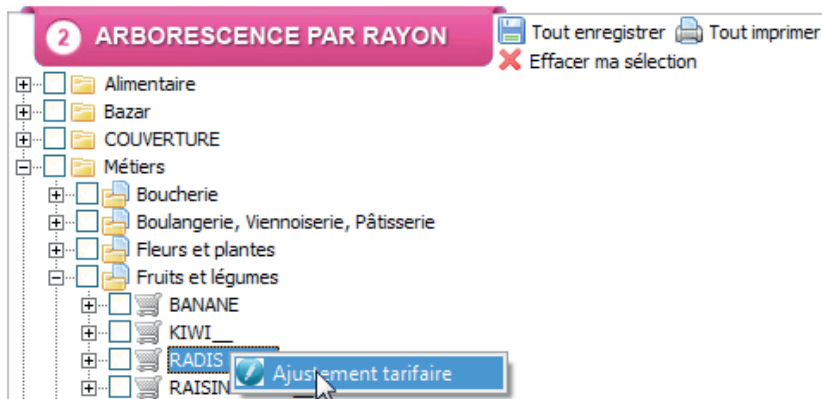 2 ARBORESCENCE PAR RAYON
Tout enregistrer Tout imprimer
Effacer ma sélection
Alimentaire
Bazar
COUVERTURE
Métiers
Boucherie
Boulangerie, Viennoiserie, Pâtisserie
Fleurs et plantes
Fruits et légumes
BANANE
KIWI__
RADIS
Ajustement tarifaire
RAISIN